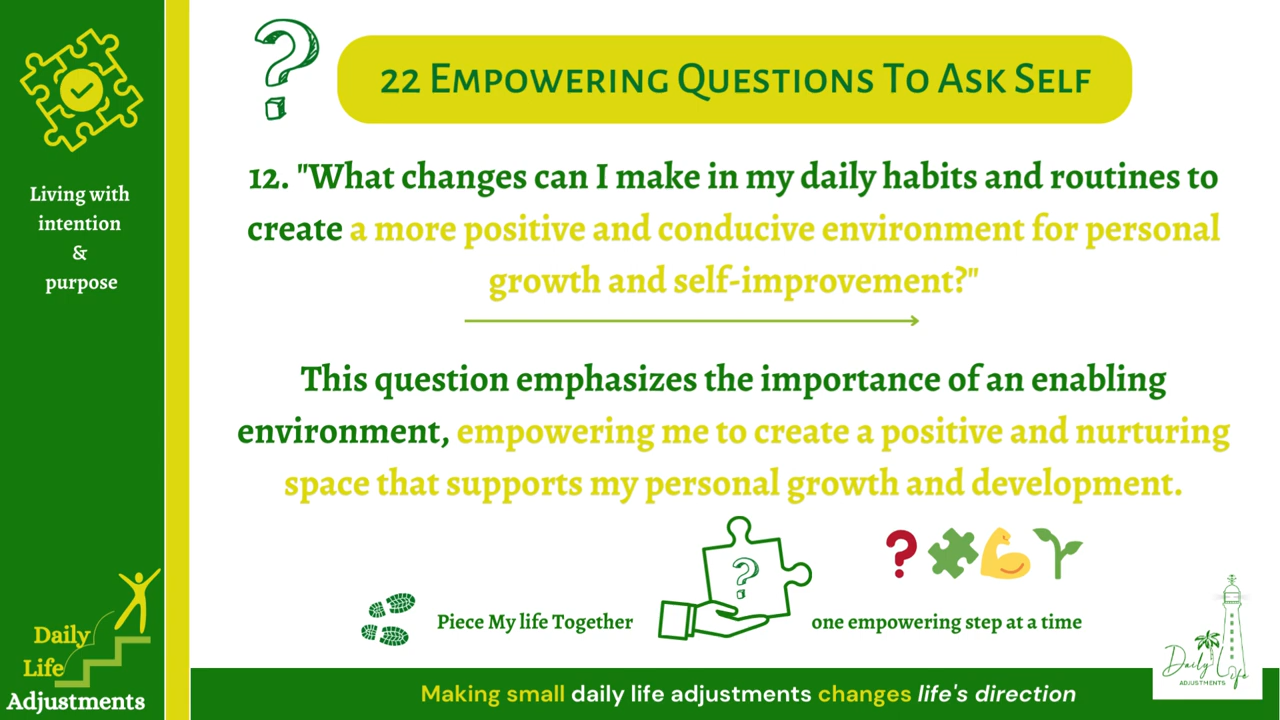 22 Empowering Questions To Ask Self
Living with
intention
&
purpose
12. "What changes can I make in my daily habits and routines to
create a more positive and conducive environment for personal
growth and self-improvement?"
This question emphasizes the importance of an enabling
environment, empowering me to create a positive and nurturing
space that supports my personal growth and development.
Piece My life Together
one empowering step at a time
Daily
Life
Adjustments
Making small daily life adjustments changes life's direction
Daily Life
ADJUSTMENTS